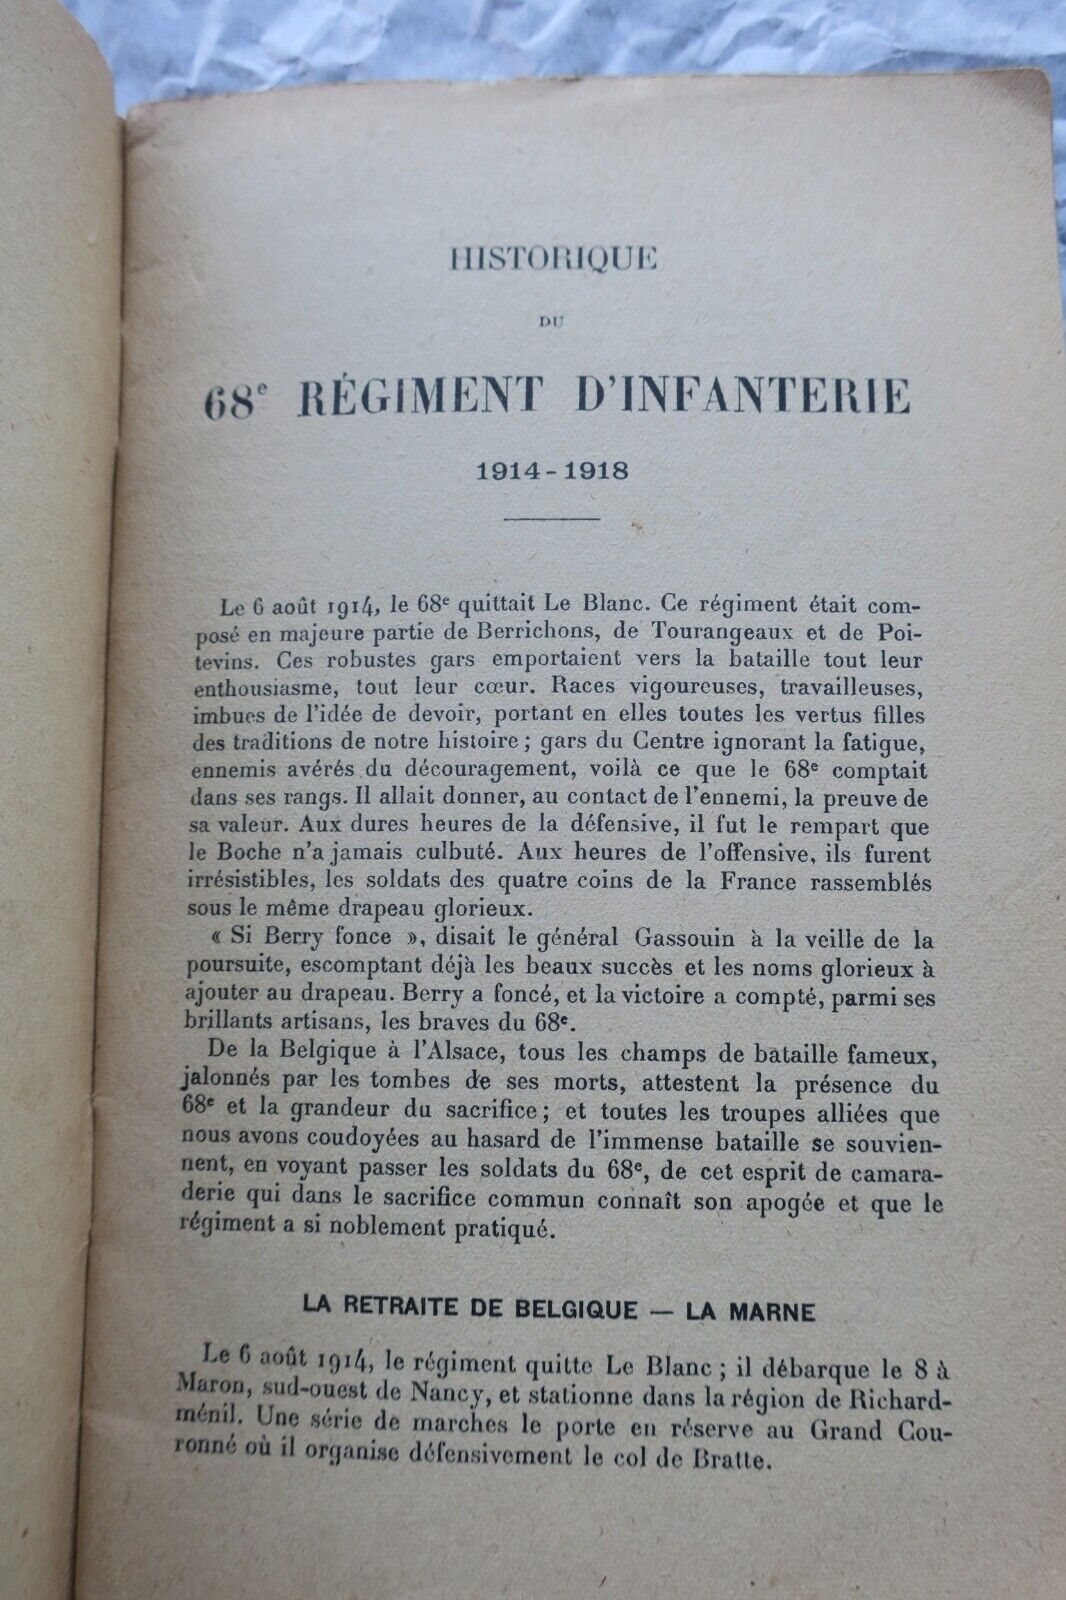 HISTORIQUE
DU
68e RÉGIMENT D'INFANTERIE
1914-1918
Le 6 août 1914, le 68e quittait Le Blanc. Ce régiment était com-
posé en majeure partie de Berrichons, de Tourangeaux et de Poi-
tevins. Ces robustes gars emportaient vers la bataille tout leur
enthousiasme, tout leur cœur. Races vigoureuses, travailleuses,
imbues de l'idée de devoir, portant en elles toutes les vertus filles
des traditions de notre histoire ; gars du Centre ignorant la fatigue,
ennemis avérés du découragement, voilà ce que le 68e comptait
dans ses rangs. Il allait donner, au contact de l'ennemi, la preuve de
sa valeur. Aux dures heures de la défensive, il fut le rempart que
le Boche n'a jamais culbuté. Aux heures de l'offensive, ils furent
irrésistibles, les soldats des quatre coins de la France rassemblés
sous le même drapeau glorieux.
« Si Berry fonce », disait le général Gassouin à la veille de la
poursuite, escomptant déjà les beaux succès et les noms glorieux à
ajouter au drapeau. Berry a foncé, et la victoire a compté, parmi ses
brillants artisans, les braves du 68e.
De la Belgique à l'Alsace, tous les champs de bataille fameux,
jalonnés par les tombes de ses morts, attestent la présence du
68e et la grandeur du sacrifice ; et toutes les troupes alliées que
nous avons coudoyées au hasard de l'immense bataille se souvien-
nent, en voyant passer les soldats du 68e, de cet esprit de camara-
derie qui dans le sacrifice commun connaît son apogée et que le
régiment a si noblement pratiqué.
LA RETRAITE DE BELGIQUE — LA MARNE
Le 6 août 1914, le régiment quitte Le Blanc ; il débarque le 8 à
Maron, sud-ouest de Nancy, et stationne dans la région de Richard-
ménil. Une série de marches le porte en réserve au Grand Cou-
ronné où il organise défensivement le col de Bratte.